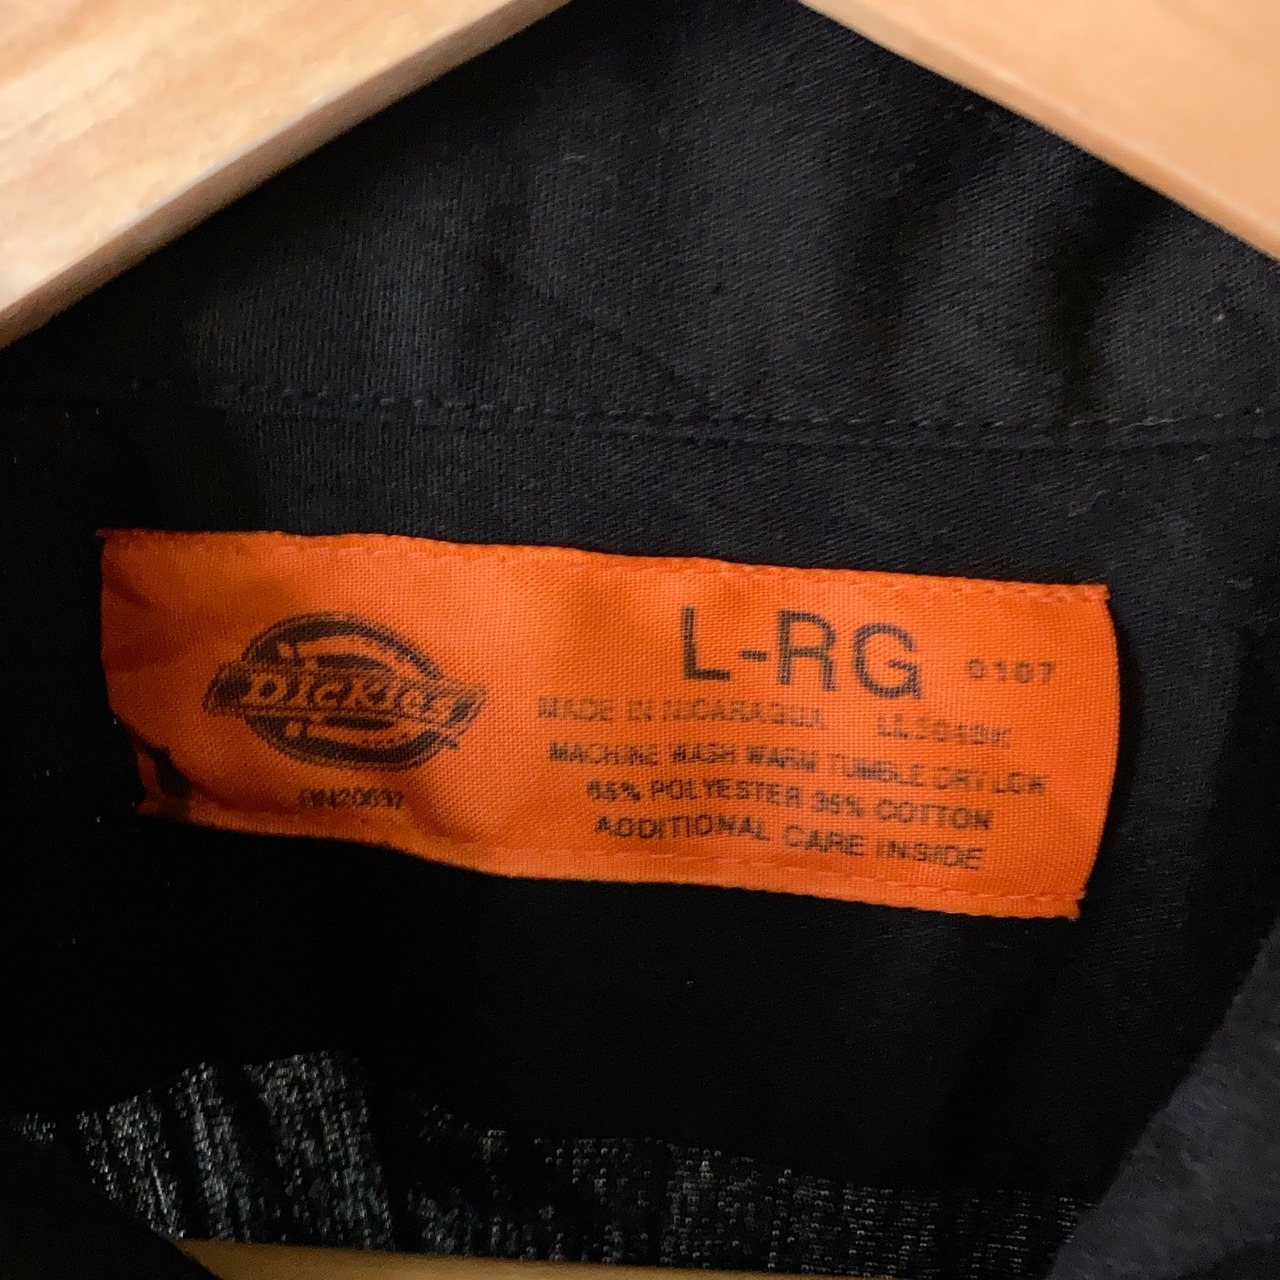 Dickies
RN20697
L-RG 0107
MADE IN NICARAGUA
MACHINE WASH WARM TUMBLE DRY LOW
65% POLYESTER 35% COTTON
ADDITIONAL CARE INSIDE